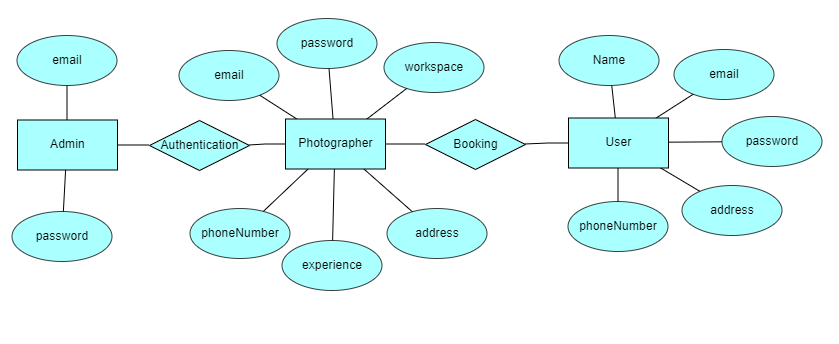 password
Name
email
workspace
email
email
Admin
Authentication
Photographer
Booking
User
password
password
phoneNumber
experience
address
phoneNumber
address